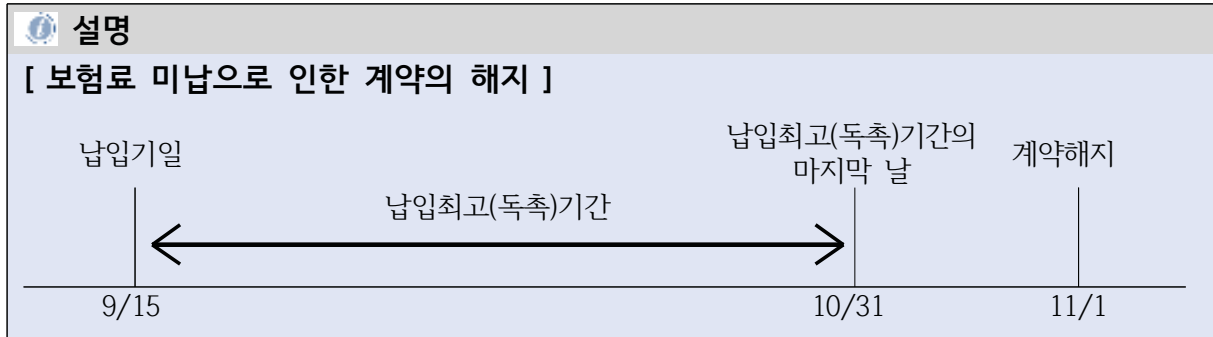 설명
[ 보험료 미납으로 인한 계약의 해지 ]
납입기일
납입최고(독촉)기간의
마지막 날
계약해지
납입최고(독촉)기간
9/15
10/31
11/1